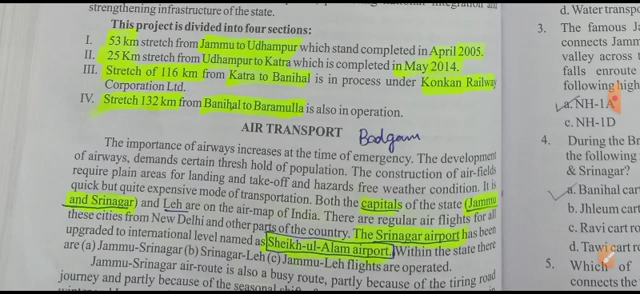 strengthening infrastructure of the state.
This project is divided into four sections:
I. 53 km stretch from Jammu to Udhampur which stand completed in April 2005.
II. 25 Km stretch from Udhampur to Katra which is completed in May 2014.
III. Stretch of 116 km from Katra to Banihal is in process under Konkan Railway
Corporation Ltd.
IV. Stretch 132 km from Banihal to Baramulla is also in operation.
AIR TRANSPORT Badgam
The importance of airways increases at the time of emergency. The development
of airways, demands certain thresh hold of population. The construction of air-fields
require plain areas for landing and take-off and hazards free weather condition. It is
quick but quite expensive mode of transportation. Both the capitals of the state (Jammu
and Srinagar) and Leh are on the air-map of India. There are regular air flights for all
these cities from New Delhi and other parts of the country. The Srinagar airport has been
upgraded to international level named as Sheikh-ul-Alam airport. Within the state there
are (a) Jammu-Srinagar (b) Srinagar-Leh (c) Jammu-Leh flights are operated.
Jammu-Srinagar air-route is also a busy route, partly because of the tiring road
journey and partly because of the seasonal
d. Water transpo
3. The famous Ja
connects Jamm
valley across t
falls enroute
following high
a. NH-1A
c. NH-1D
4. During the Br
the following
& Srinagar?
a. Banihal car
b. Jhleum cart
c. Ravi cart ro
d. Tawi cart r
5. Which of
connects the